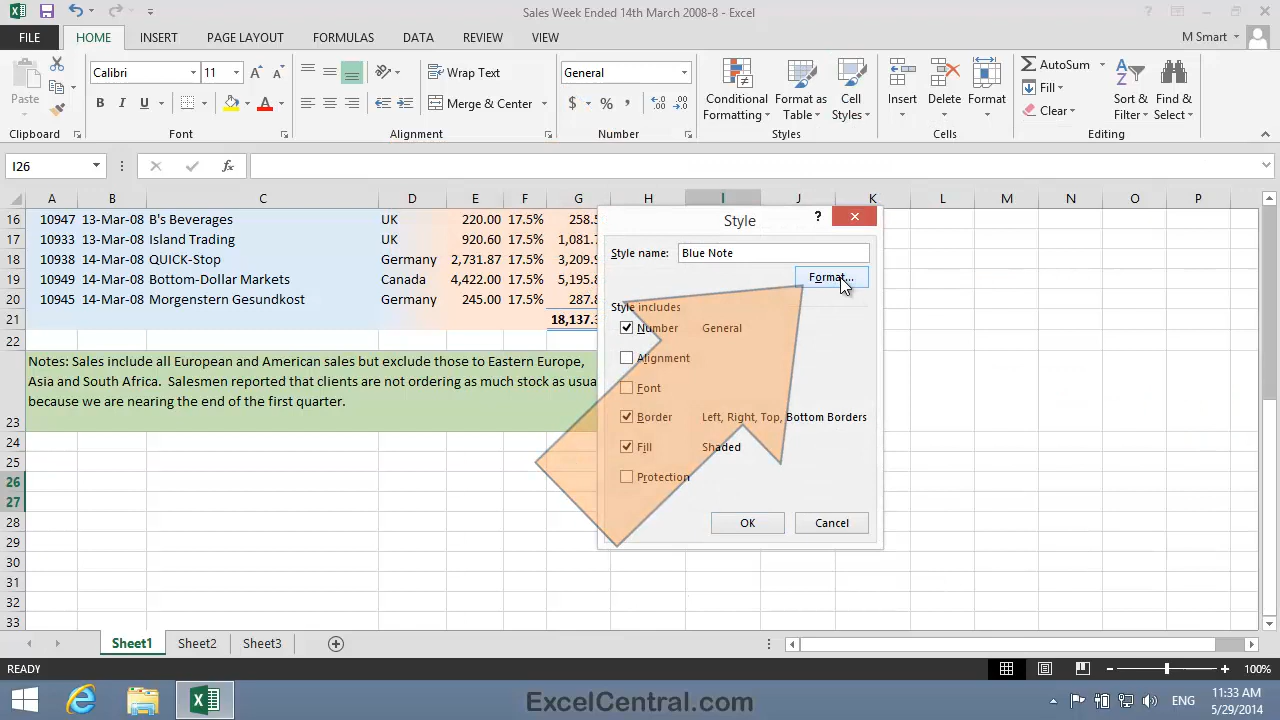 Sales Week Ended 14th March 2008-8 - Excel
FILE HOME INSERT PAGE LAYOUT FORMULAS DATA REVIEW VIEW M Smart
Paste Calibri 11 A A Wrap Text General Conditional Formatting Format as Table Cell Styles Insert Delete Format AutoSum Sort & Filter Find & Select
B I U A Merge & Center $ % , Fill
Clear
Clipboard Font Alignment Number Styles Cells Editing
I26 fx
A B C D E F G H I J K L M N O P
16 10947 13-Mar-08 B's Beverages UK 220.00 17.5% 258.5
17 10933 13-Mar-08 Island Trading UK 920.60 17.5% 1,081.7
18 10938 14-Mar-08 QUICK-Stop Germany 2,731.87 17.5% 3,209.9
19 10949 14-Mar-08 Bottom-Dollar Markets Canada 4,422.00 17.5% 5,195.8
20 10945 14-Mar-08 Morgenstern Gesundkost Germany 245.00 17.5% 287.8
21 18,137.3
22
Notes: Sales include all European and American sales but exclude those to Eastern Europe,
Asia and South Africa. Salesmen reported that clients are not ordering as much stock as usua
because we are nearing the end of the first quarter.
23
24
25
26
27
28
29
30
31
32
33
Style ?
Style name: Blue Note
Format...
Style includes
Number General
Alignment
Font
Border Left, Right, Top, Bottom Borders
Fill Shaded
Protection
OK Cancel
Sheet1 Sheet2 Sheet3
READY 100%
ExcelCentral.com ENG 11:33 AM
5/29/2014